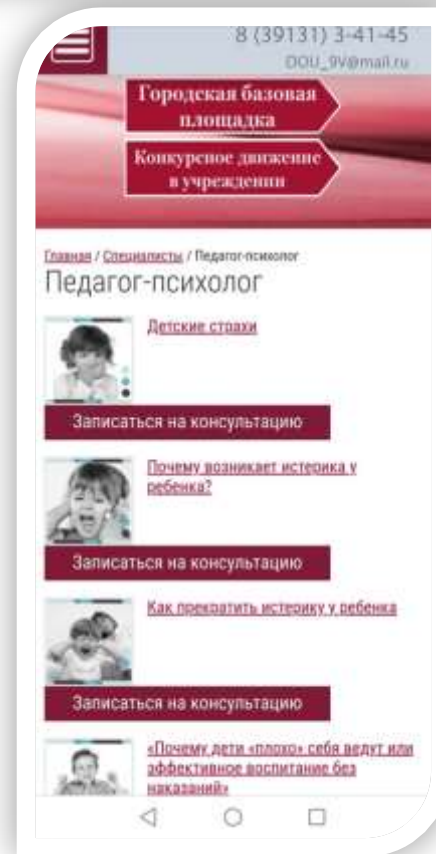 8 (39131) 3-41-45
DOU_9V@mail.ru
Городская базовая
площадка
Конкурсное движение
в учреждении
Главная / Специалисты / Педагог-психолог
Педагог-психолог
Детские страхи
Записаться на консультацию
Почему возникает истерика у
ребенка?
Записаться на консультацию
Как прекратить истерику у ребенка
Записаться на консультацию
«Почему дети «плохо» себя ведут или
эффективное воспитание без
наказаний»